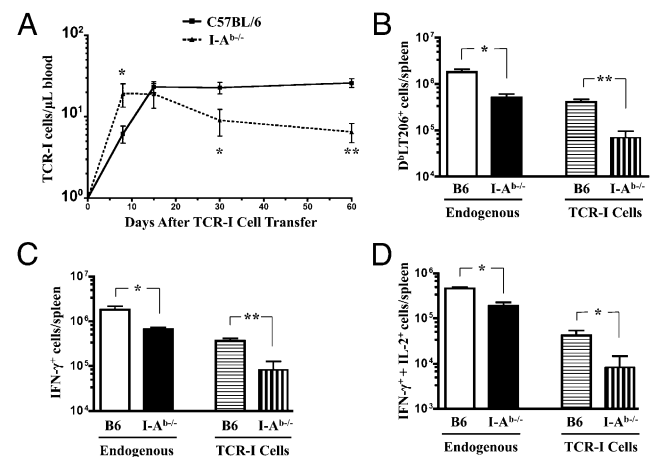 A
C57BL/6
I-Ab-/-
TCR-I cells/µL blood
10²
10¹
10⁰
*
*
**
0 10 20 30 40 50 60
Days After TCR-I Cell Transfer
B
DbLT206+ cells/spleen
10⁷
10⁶
10⁵
10⁴
*
**
B6 I-Ab-/- B6 I-Ab-/-
Endogenous TCR-I Cells
C
IFN-γ+ cells/spleen
10⁷
10⁶
10⁵
10⁴
*
**
B6 I-Ab-/- B6 I-Ab-/-
Endogenous TCR-I Cells
D
IFN-γ+ + IL-2+ cells/spleen
10⁶
10⁵
10⁴
10³
*
*
B6 I-Ab-/- B6 I-Ab-/-
Endogenous TCR-I Cells